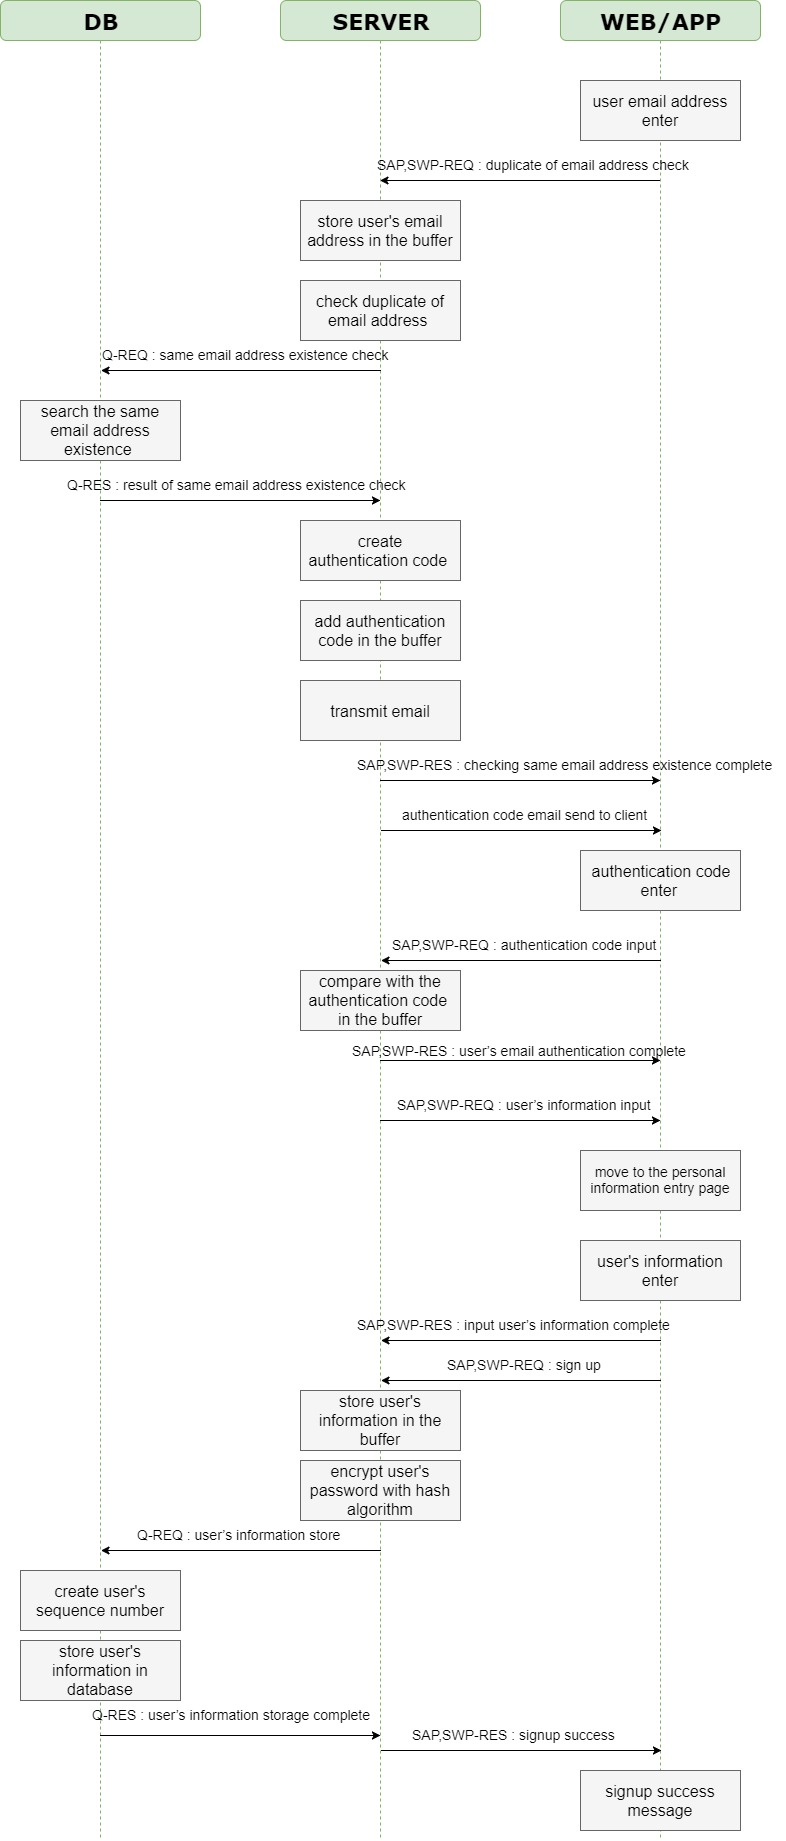 DB
SERVER
WEB/APP
user email address
enter
SAP,SWP-REQ : duplicate of email address check
store user's email
address in the buffer
check duplicate of
email address
Q-REQ : same email address existence check
search the same
email address
existence
Q-RES : result of same email address existence check
create
authentication code
add authentication
code in the buffer
transmit email
SAP,SWP-RES : checking same email address existence complete
authentication code email send to client
authentication code
enter
SAP,SWP-REQ : authentication code input
compare with the
authentication code
in the buffer
SAP,SWP-RES : user's email authentication complete
SAP,SWP-REQ : user's information input
move to the personal
information entry page
user's information
enter
SAP,SWP-RES : input user's information complete
SAP,SWP-REQ : sign up
store user's
information in the
buffer
encrypt user's
password with hash
algorithm
Q-REQ : user's information store
create user's
sequence number
store user's
information in
database
Q-RES : user's information storage complete
SAP,SWP-RES : signup success
signup success
message